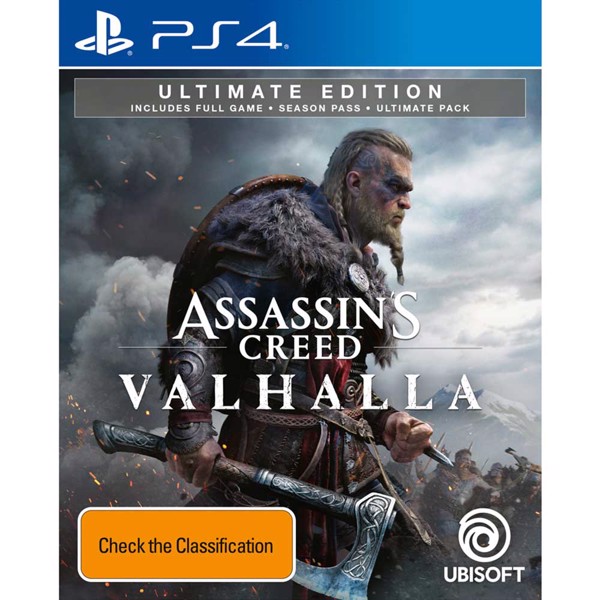 PS4
ULTIMATE EDITION
INCLUDES FULL GAME • SEASON PASS • ULTIMATE PACK
ASSASSIN'S
CREED
VALHALLA
Check the Classification
UBISOFT